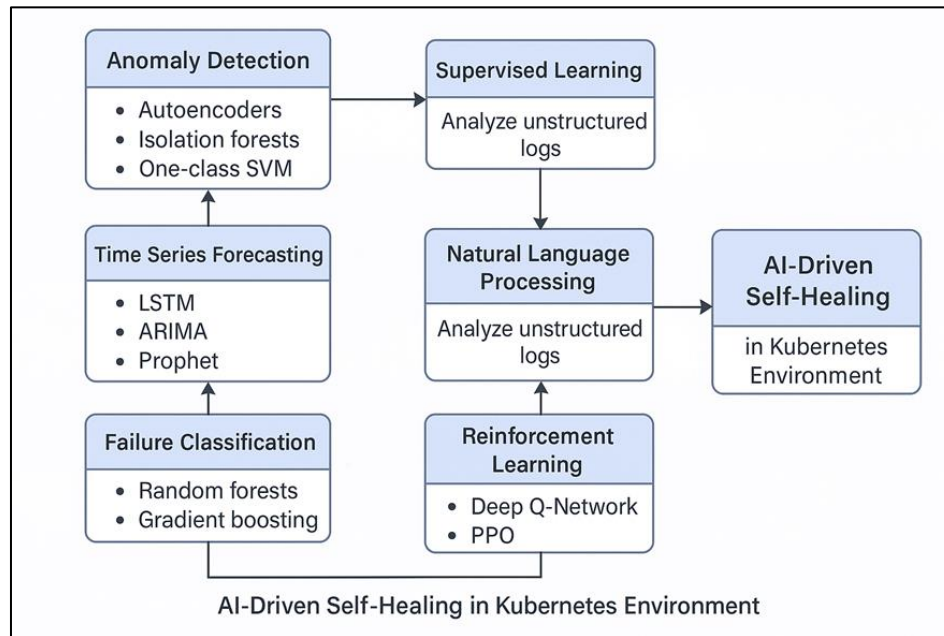 Anomaly Detection
• Autoencoders
• Isolation forests
• One-class SVM
Supervised Learning
Analyze unstructured
logs
Time Series Forecasting
• LSTM
• ARIMA
• Prophet
Natural Language
Processing
Analyze unstructured
logs
AI-Driven
Self-Healing
in Kubernetes
Environment
Failure Classification
• Random forests
• Gradient boosting
Reinforcement
Learning
• Deep Q-Network
• PPO
AI-Driven Self-Healing in Kubernetes Environment